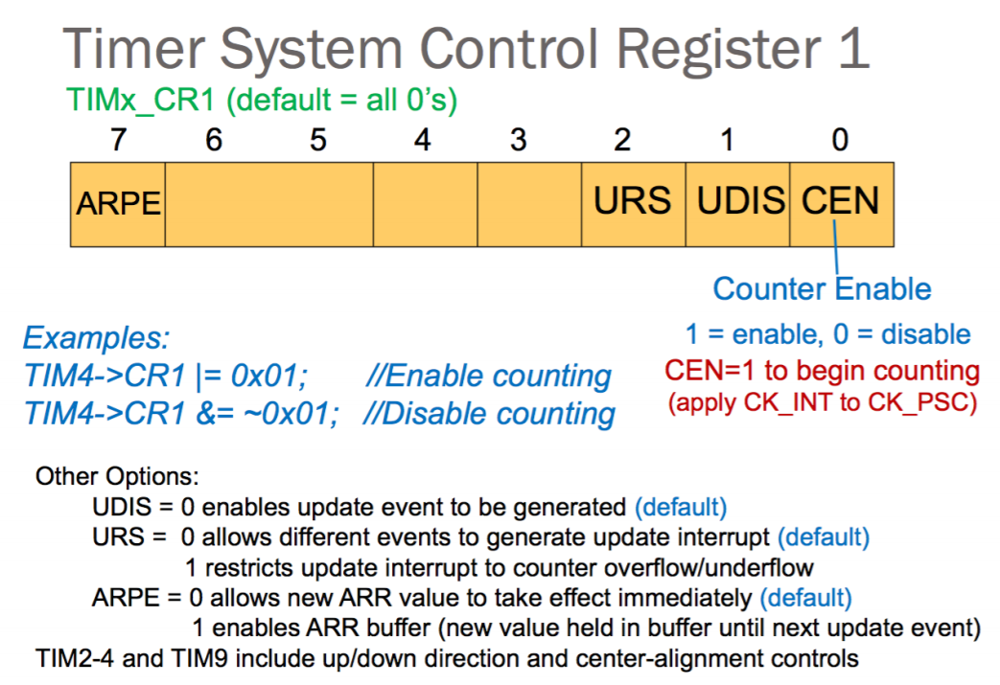 Timer System Control Register 1
TIMx_CR1 (default = all 0's)
7 6 5 4 3 2 1 0
ARPE URS UDIS CEN
Counter Enable
1 = enable, 0 = disable
CEN=1 to begin counting
(apply CK_INT to CK_PSC)
Examples:
TIM4->CR1 |= 0x01; //Enable counting
TIM4->CR1 &= ~0x01; //Disable counting
Other Options:
UDIS = 0 enables update event to be generated (default)
URS = 0 allows different events to generate update interrupt (default)
1 restricts update interrupt to counter overflow/underflow
ARPE = 0 allows new ARR value to take effect immediately (default)
1 enables ARR buffer (new value held in buffer until next update event)
TIM2-4 and TIM9 include up/down direction and center-alignment controls